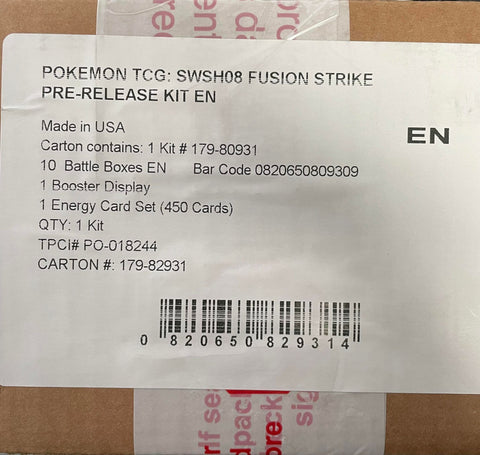 POKEMON TCG: SWSH08 FUSION STRIKE
PRE-RELEASE KIT EN
EN
Made in USA
Carton contains: 1 Kit # 179-80931
10 Battle Boxes EN Bar Code 0820650809309
1 Booster Display
1 Energy Card Set (450 Cards)
QTY: 1 Kit
TPCI# PO-018244
CARTON #: 179-82931
0 820650 829314